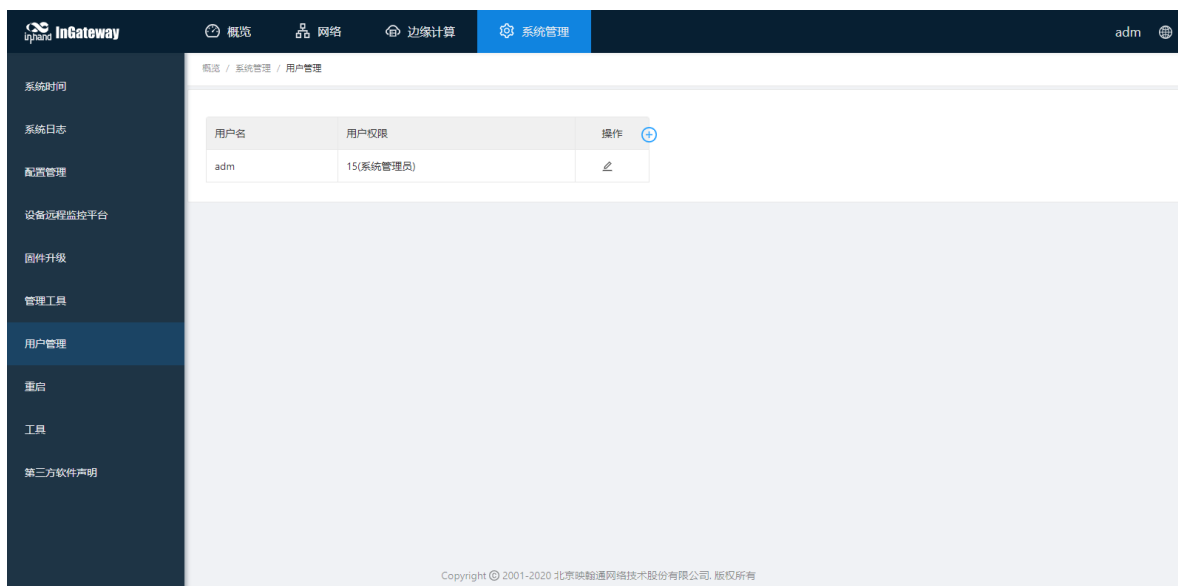 inhand InGateway 概览 网络 边缘计算 系统管理 adm
概览 / 系统管理 / 用户管理
系统时间
系统日志
配置管理
设备远程监控平台
固件升级
管理工具
用户管理
重启
工具
第三方软件声明
用户名 用户权限 操作
adm 15(系统管理员)
Copyright © 2001-2020 北京映翰通网络技术股份有限公司. 版权所有